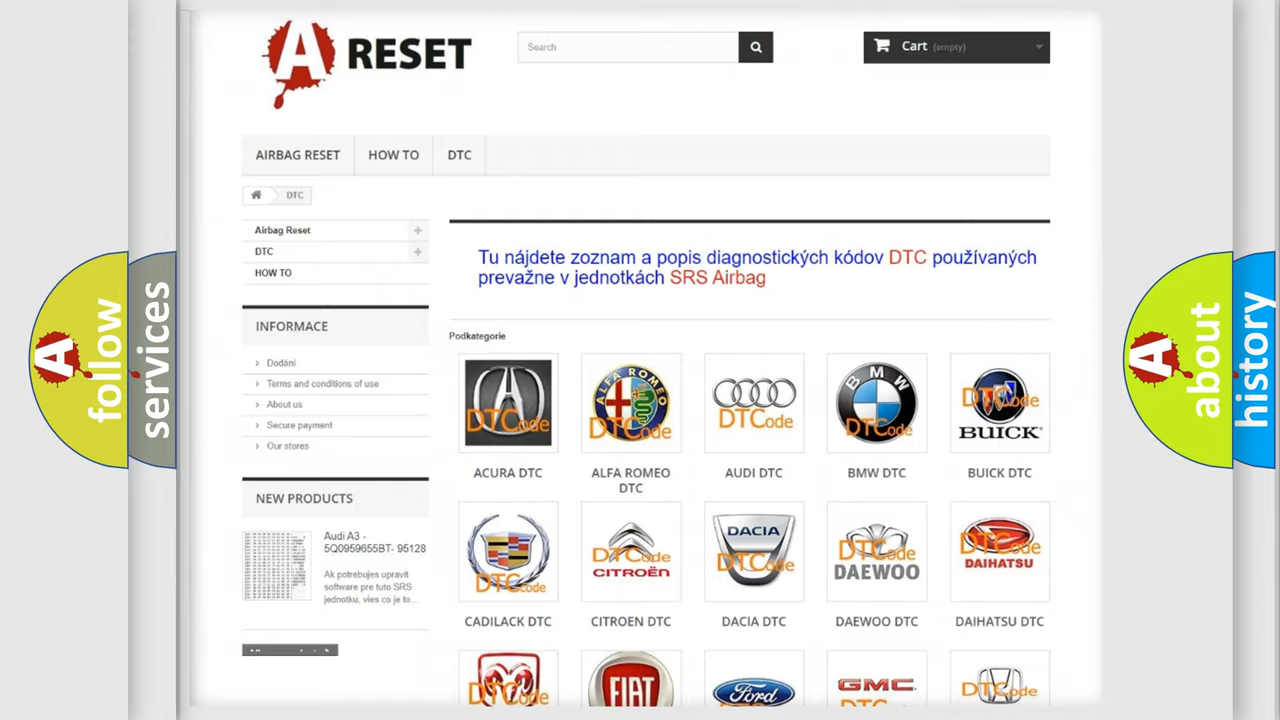 A RESET
Search
Cart (empty)
AIRBAG RESET
HOW TO
DTC
DTC
Airbag Reset
DTC
HOW TO
INFORMACE
Dodání
Terms and conditions of use
About us
Secure payment
Our stores
NEW PRODUCTS
Audi A3 -
5Q0959655BT- 95128
Ak potrebujes upravit
software pre tuto SRS
jednotku, vies co je to...
Tu nájdete zoznam a popis diagnostických kódov DTC používaných
prevažne v jednotkách SRS Airbag
Podkategorie
DTCode
ALFA ROMEO
DTCode
DTCode
BMW
DTCode
DTCode
BUICK
ACURA DTC
ALFA ROMEO
DTC
AUDI DTC
BMW DTC
BUICK DTC
DTCode
DTCode
CITROËN
DACIA
DTCode
DTCode
DAEWOO
DTCode
DAIHATSU
CADILACK DTC
CITROEN DTC
DACIA DTC
DAEWOO DTC
DAIHATSU DTC
DTCode
FIAT
Ford
GMC
DTCode
A follow
services
A about
history